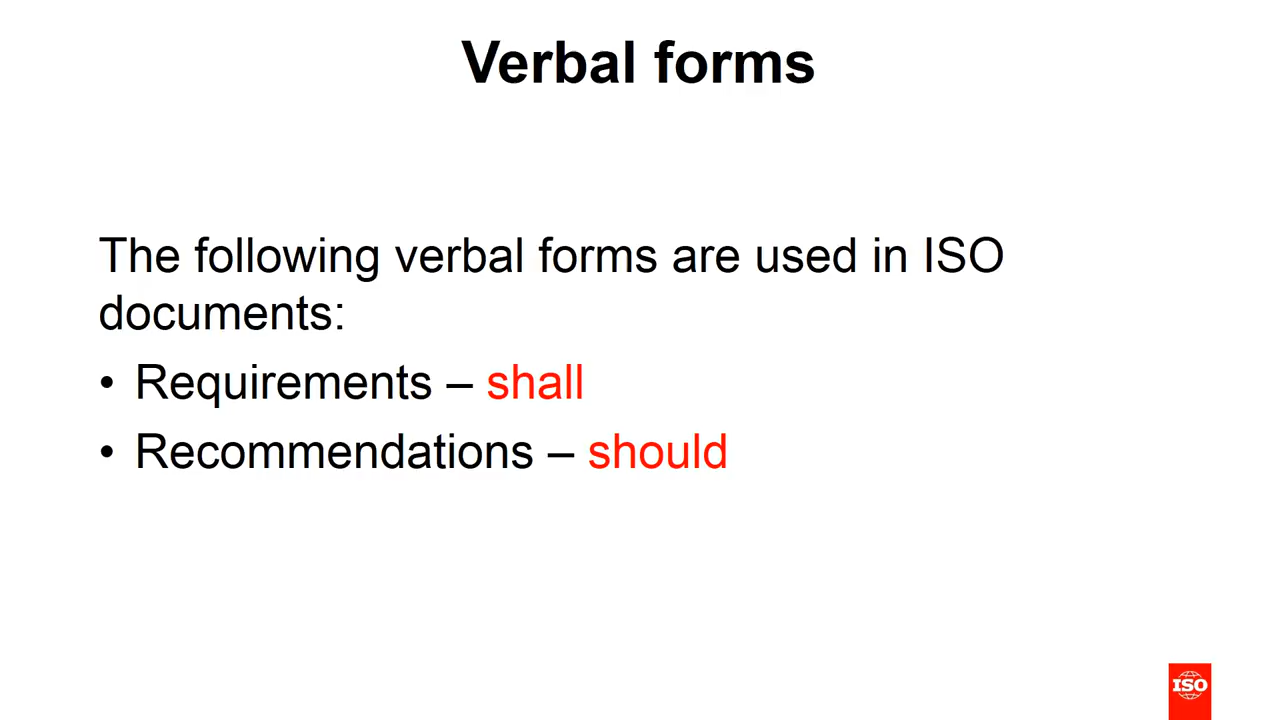 Verbal forms
The following verbal forms are used in ISO
documents:
• Requirements – shall
• Recommendations – should
ISO